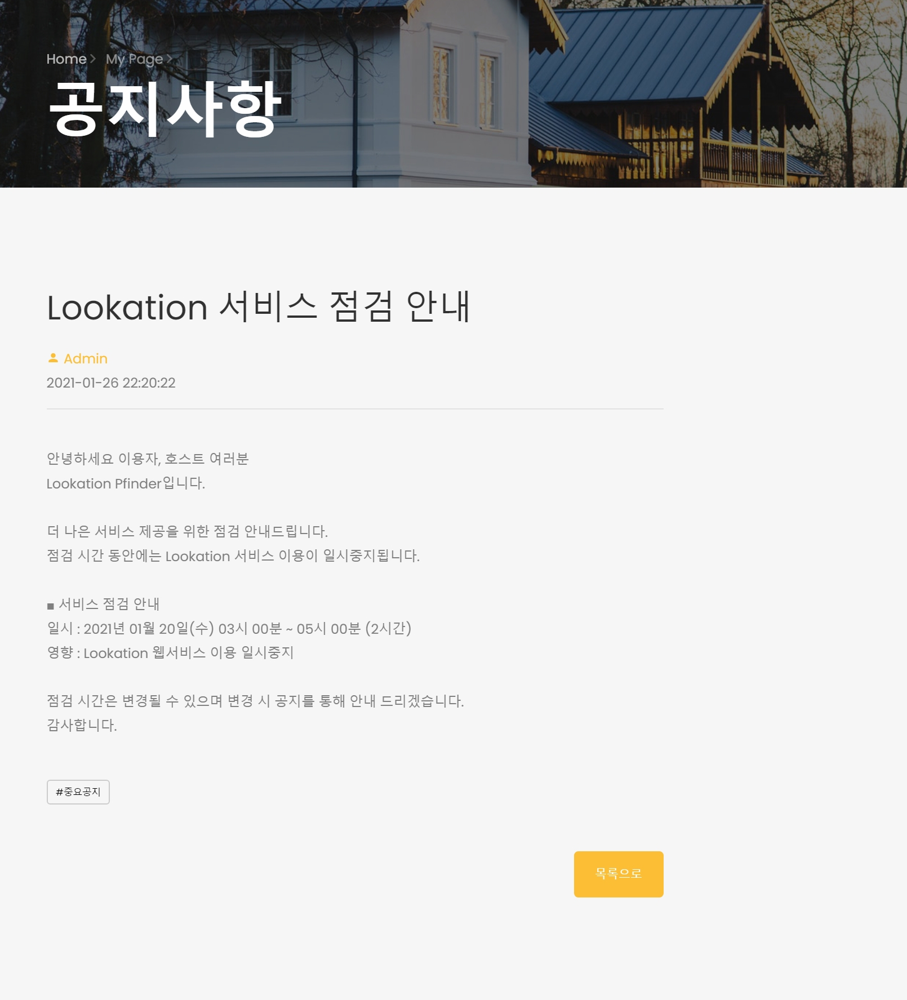 Home > My Page >
공지사항
Lookation 서비스 점검 안내
Admin
2021-01-26 22:20:22
안녕하세요 이용자, 호스트 여러분
Lookation Pfinder입니다.
더 나은 서비스 제공을 위한 점검 안내드립니다.
점검 시간 동안에는 Lookation 서비스 이용이 일시중지됩니다.
■ 서비스 점검 안내
일시 : 2021년 01월 20일(수) 03시 00분 ~ 05시 00분 (2시간)
영향 : Lookation 웹서비스 이용 일시중지
점검 시간은 변경될 수 있으며 변경 시 공지를 통해 안내 드리겠습니다.
감사합니다.
#중요공지
목록으로